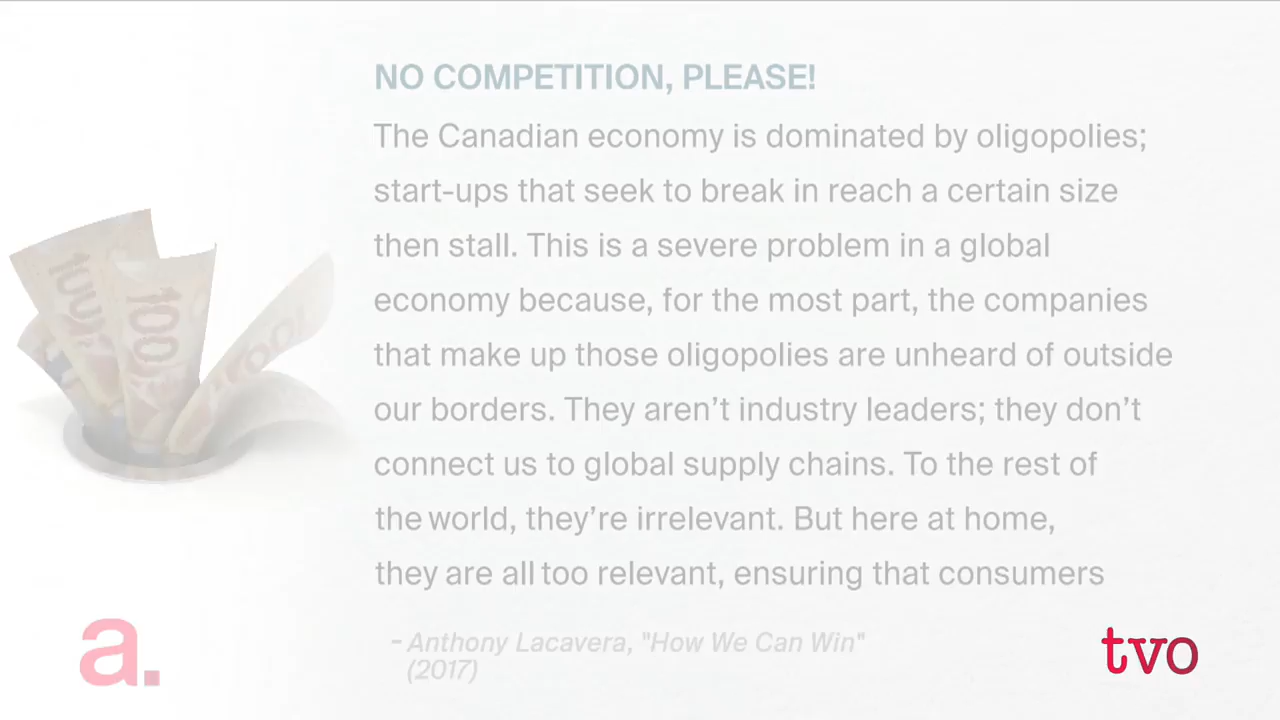 NO COMPETITION, PLEASE!
The Canadian economy is dominated by oligopolies;
start-ups that seek to break in reach a certain size
then stall. This is a severe problem in a global
economy because, for the most part, the companies
that make up those oligopolies are unheard of outside
our borders. They aren't industry leaders; they don't
connect us to global supply chains. To the rest of
the world, they're irrelevant. But here at home,
they are all too relevant, ensuring that consumers
- Anthony Lacavera, "How We Can Win"
(2017)
100
100
100
a.
tvo